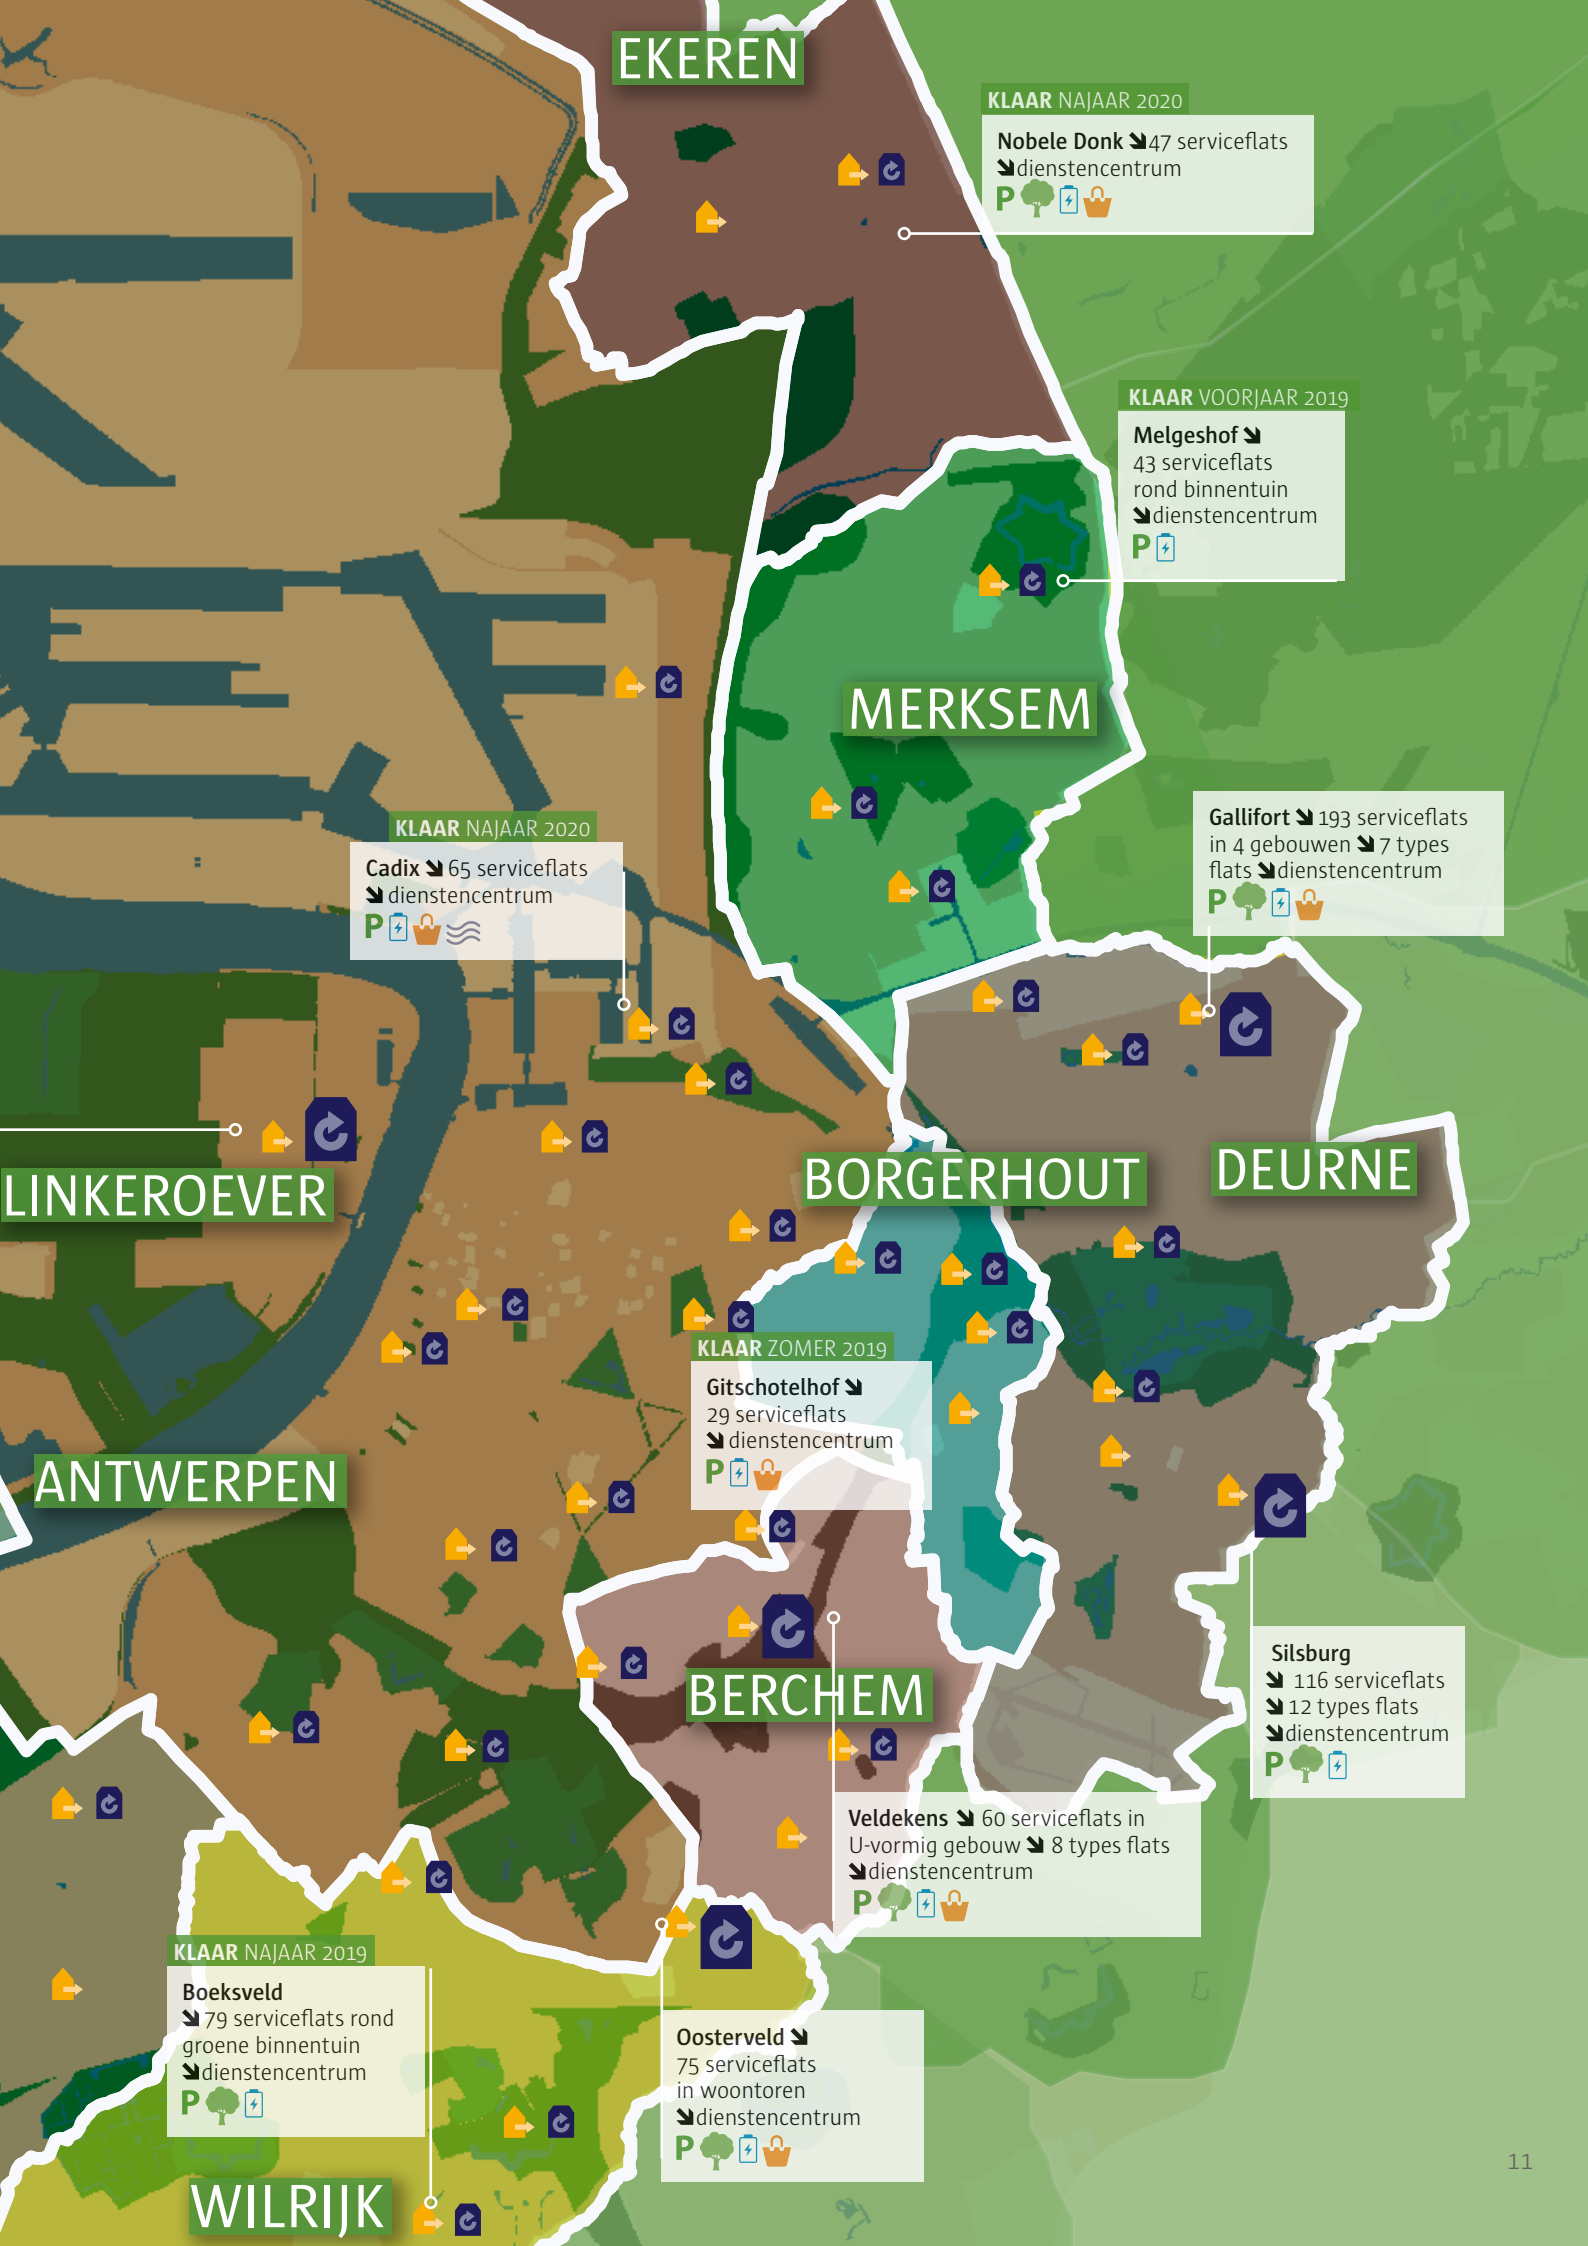 EKEREN
KLAAR NAJAAR 2020
Nobele Donk ↘ 47 serviceflats
↘ dienstencentrum
P
KLAAR VOORJAAR 2019
Melgeshof ↘
43 serviceflats
rond binnentuin
↘ dienstencentrum
P
MERKSEM
KLAAR NAJAAR 2020
Cadix ↘ 65 serviceflats
↘ dienstencentrum
P
Gallifort ↘ 193 serviceflats
in 4 gebouwen ↘ 7 types
flats ↘ dienstencentrum
P
LINKEROEVER
BORGERHOUT
DEURNE
KLAAR ZOMER 2019
Gitschotelhof ↘
29 serviceflats
↘ dienstencentrum
P
ANTWERPEN
BERCHEM
Silsburg
↘ 116 serviceflats
↘ 12 types flats
↘ dienstencentrum
P
Veldekens ↘ 60 serviceflats in
U-vormig gebouw ↘ 8 types flats
↘ dienstencentrum
P
KLAAR NAJAAR 2019
Boeksveld
↘ 79 serviceflats rond
groene binnentuin
↘ dienstencentrum
P
Oosterveld ↘
75 serviceflats
in woontoren
↘ dienstencentrum
P
WILRIJK
11